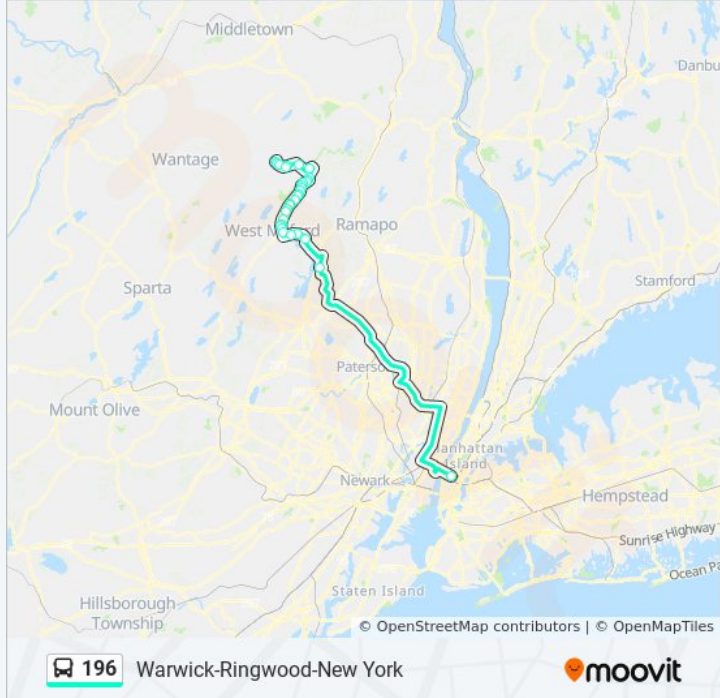 Middletown
Danbu
Wantage
West M ford
Ramapo
Sparta
Stamford
Paterso
Mount Olive
Manhattan
Island
Newark
Hempstead
Sunrise Highway
Ocean Pa
Staten Island
Hillsborough
Township
© OpenStreetMap contributors | © OpenMapTiles
196 Warwick-Ringwood-New York
moovit